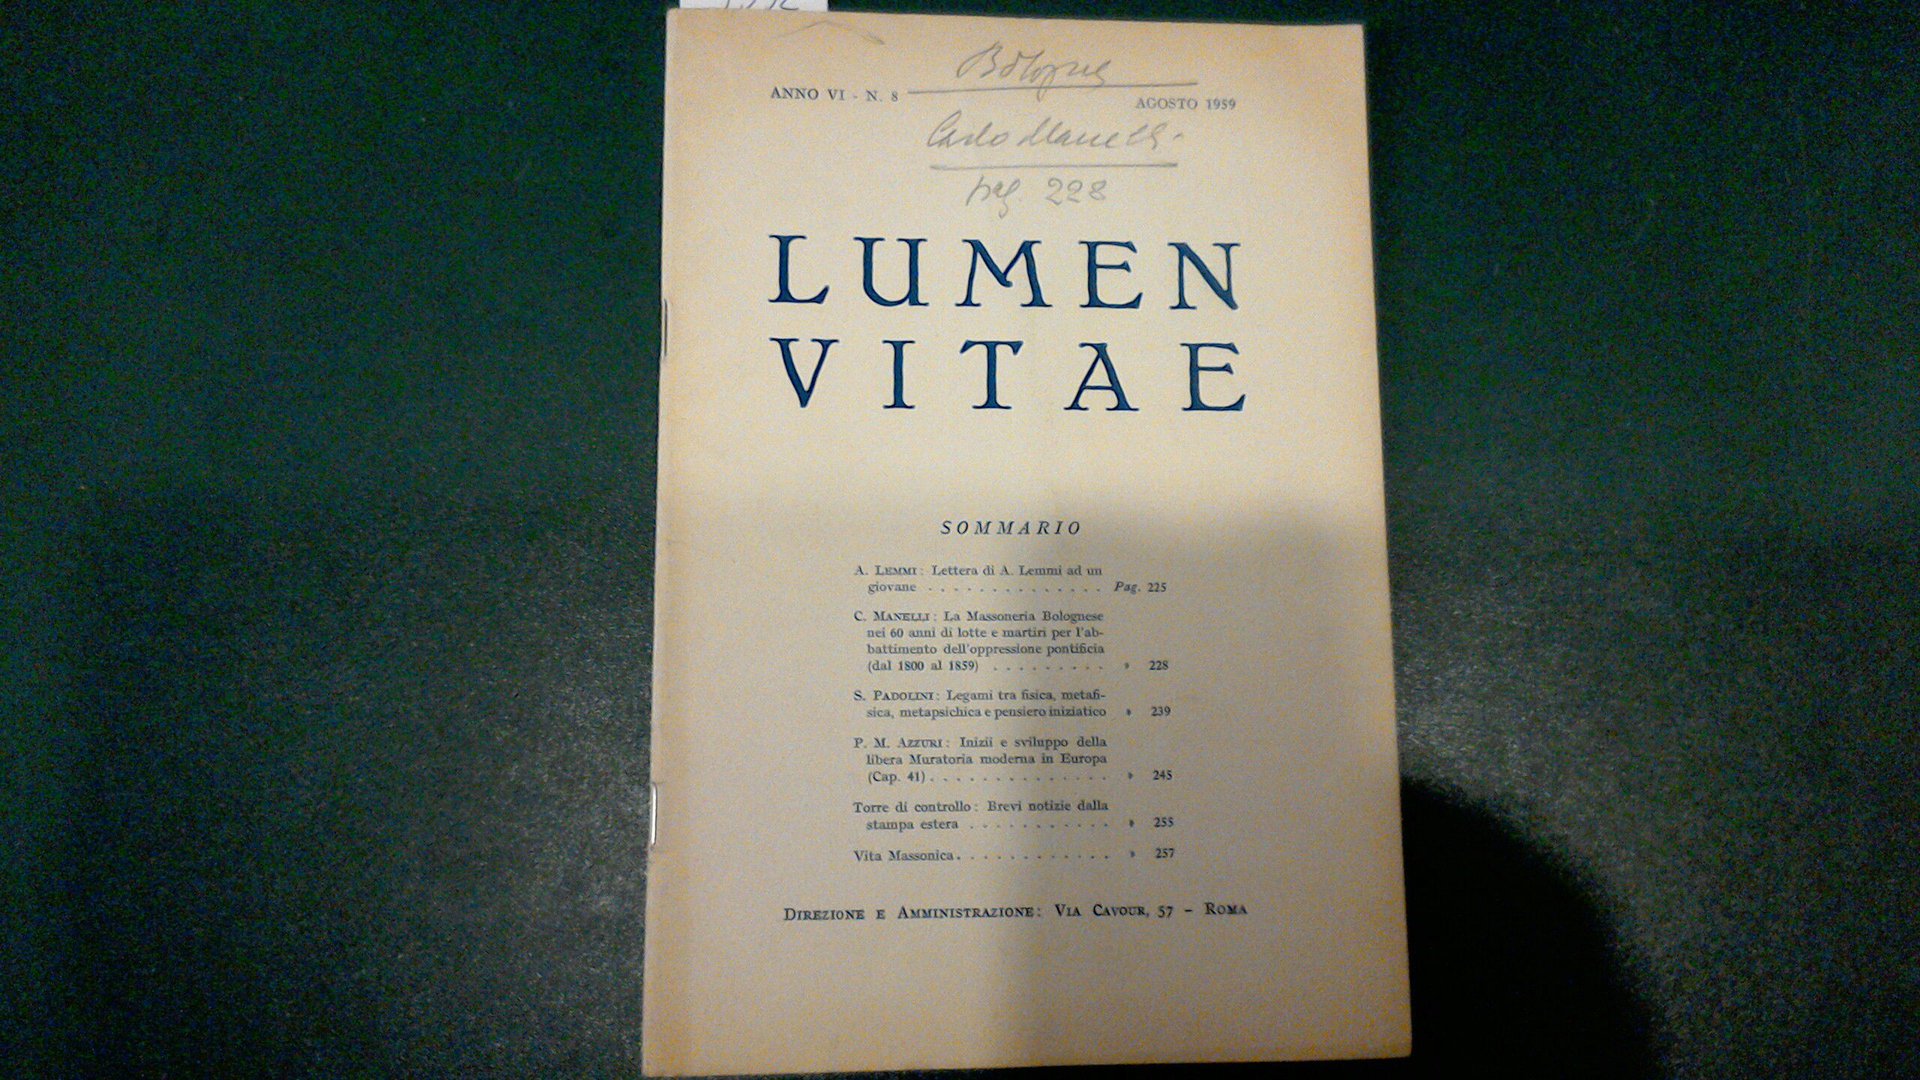 Bologna
ANNO VI - N. 8
AGOSTO 1959
Carlo Manelli
pag. 228
LUMEN
VITAE
SOMMARIO
A. LEMMI: Lettera di A. Lemmi ad un
giovane . . . . . . . . . . . . . . Pag. 225
C. MANELLI: La Massoneria Bolognese
nei 60 anni di lotte e martiri per l'ab-
battimento dell'oppressione pontificia
(dal 1800 al 1859) . . . . . . . . . » 228
S. PADOLINI: Legami tra fisica, metafi-
sica, metapsichica e pensiero iniziatico » 239
P. M. AZZURI: Inizii e sviluppo della
libera Muratoria moderna in Europa
(Cap. 41) . . . . . . . . . . . . . . » 245
Torre di controllo: Brevi notizie dalla
stampa estera . . . . . . . . . . . » 255
Vita Massonica . . . . . . . . . . . . » 257
DIREZIONE E AMMINISTRAZIONE: VIA CAVOUR, 57 – ROMA